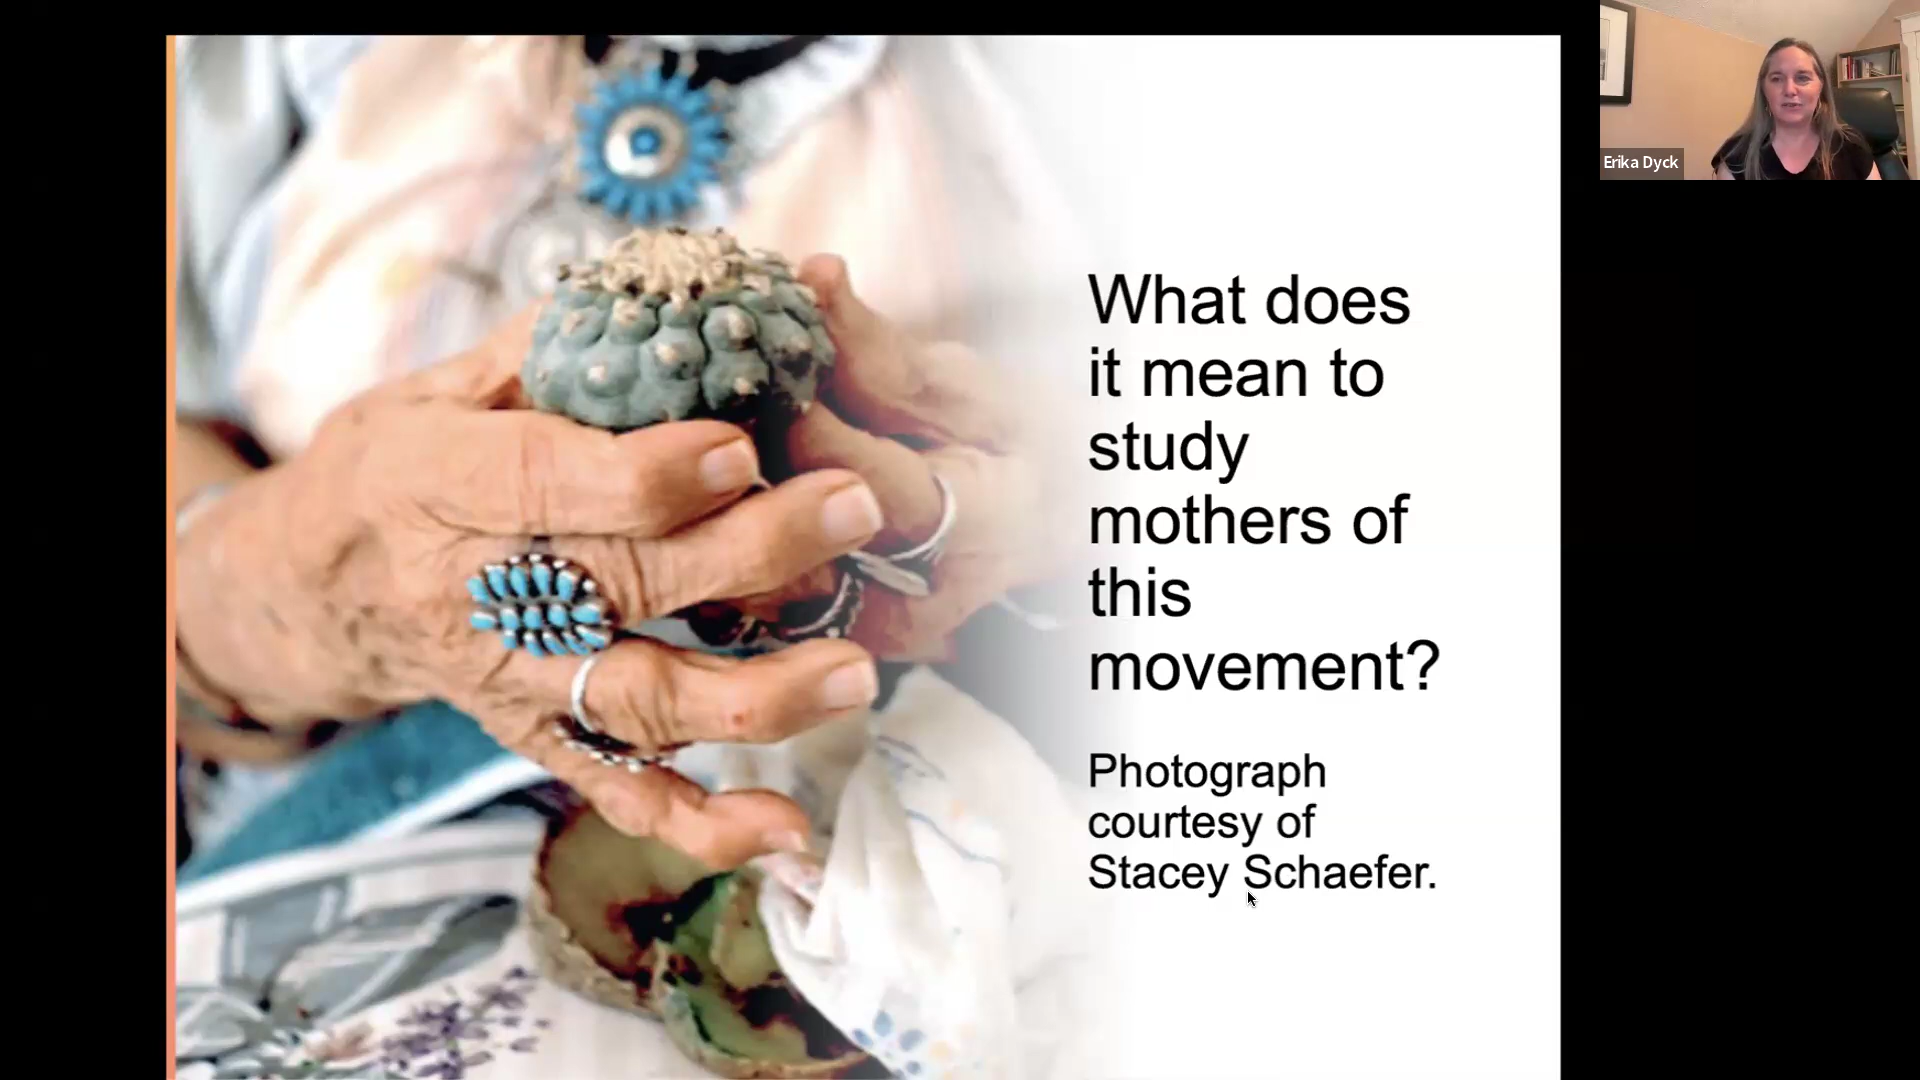 Erika Dyck
What does
it mean to
study
mothers of
this
movement?
Photograph
courtesy of
Stacey Schaefer.